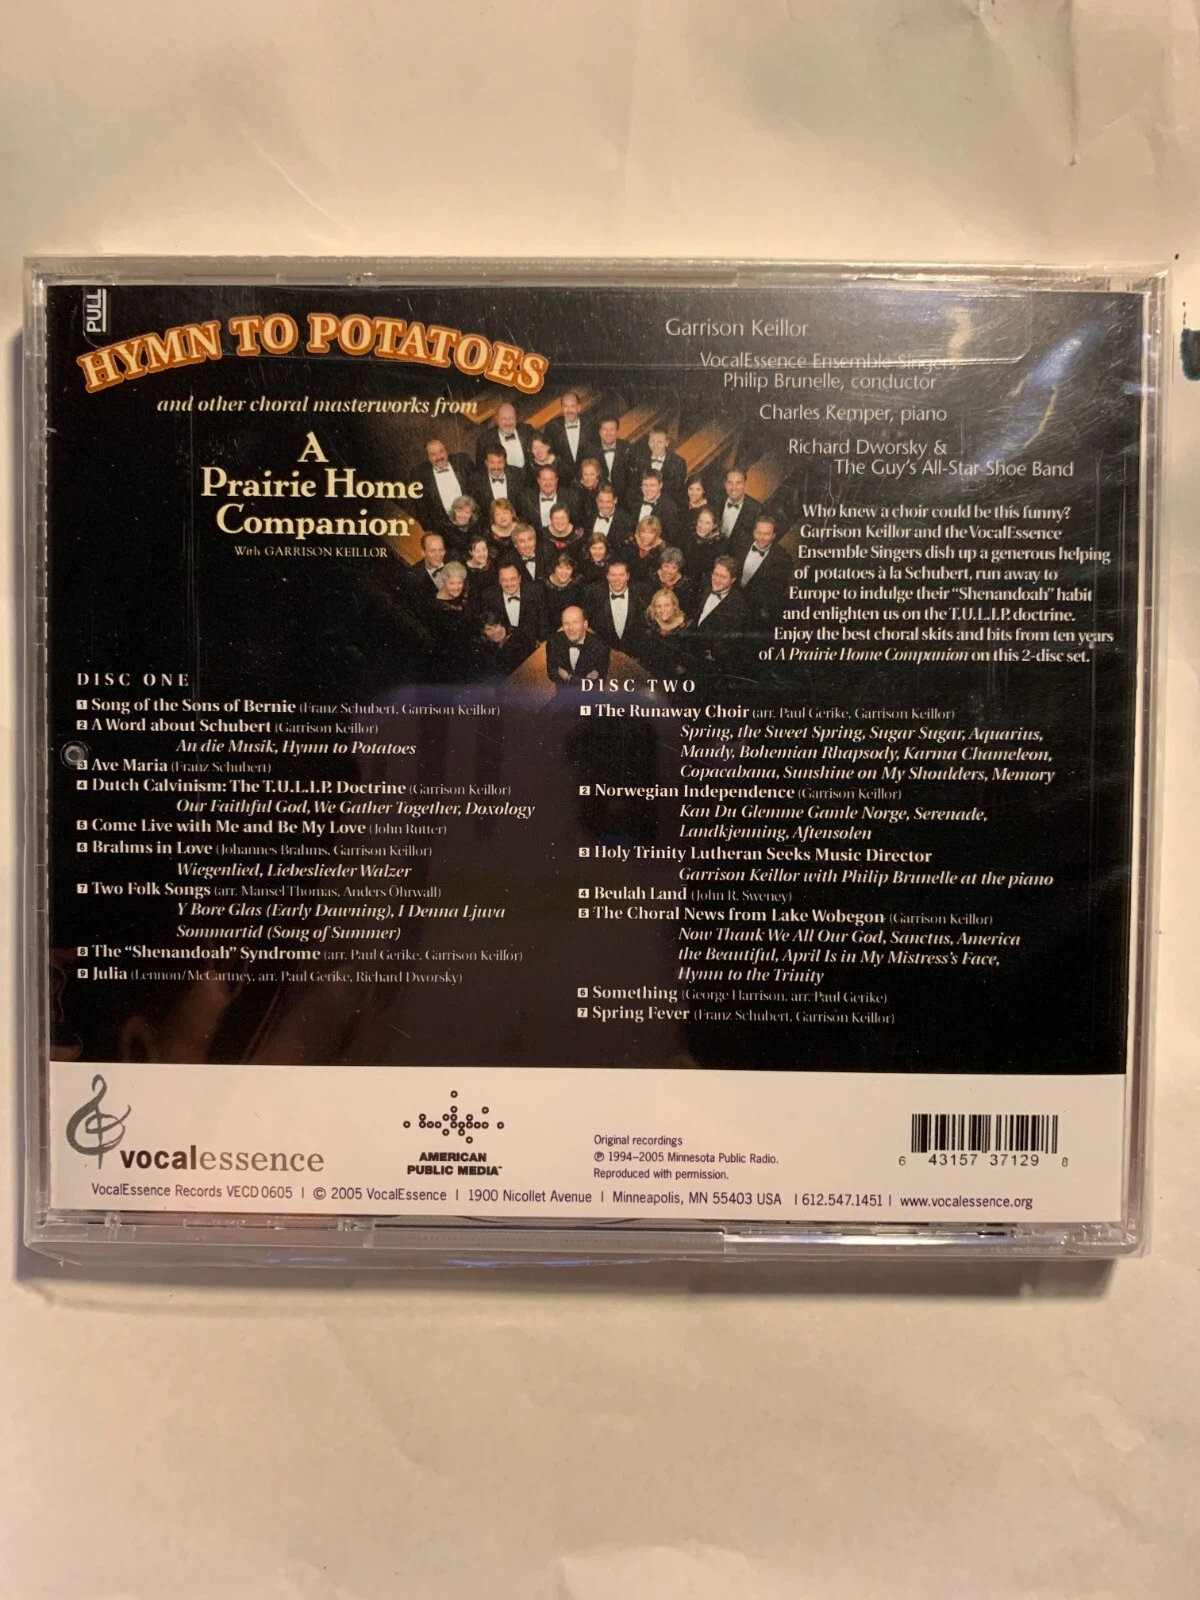 PULL
HYMN TO POTATOES
and other choral masterworks from
A
Prairie Home
Companion®
With GARRISON KEILLOR
Garrison Keillor
VocalEssence Ensemble Singers,
Philip Brunelle, conductor
Charles Kemper, piano
Richard Dworsky &
The Guy's All-Star Shoe Band
Who knew a choir could be this funny?
Garrison Keillor and the VocalEssence
Ensemble Singers dish up a generous helping
of potatoes à la Schubert, run away to
Europe to indulge their "Shenandoah" habit
and enlighten us on the T.U.L.I.P. doctrine.
Enjoy the best choral skits and bits from ten years
of A Prairie Home Companion on this 2-disc set.
DISC ONE
1 Song of the Sons of Bernie (Franz Schubert, Garrison Keillor)
2 A Word about Schubert (Garrison Keillor)
An die Musik, Hymn to Potatoes
3 Ave Maria (Franz Schubert)
4 Dutch Calvinism: The T.U.L.I.P. Doctrine (Garrison Keillor)
Our Faithful God, We Gather Together, Doxology
5 Come Live with Me and Be My Love (John Rutter)
6 Brahms in Love (Johannes Brahms, Garrison Keillor)
Wiegenlied, Liebeslieder Walzer
7 Two Folk Songs (arr. Mansel Thomas, Anders Öhrwall)
Y Bore Glas (Early Dawning), I Denna Ljuva
Sommartid (Song of Summer)
8 The "Shenandoah" Syndrome (arr. Paul Gerike, Garrison Keillor)
9 Julia (Lennon/McCartney, arr. Paul Gerike, Richard Dworsky)
DISC TWO
1 The Runaway Choir (arr. Paul Gerike, Garrison Keillor)
Spring, the Sweet Spring, Sugar Sugar, Aquarius,
Mandy, Bohemian Rhapsody, Karma Chameleon,
Copacabana, Sunshine on My Shoulders, Memory
2 Norwegian Independence (Garrison Keillor)
Kan Du Glemme Gamle Norge, Serenade,
Landkjenning, Aftensolen
3 Holy Trinity Lutheran Seeks Music Director
Garrison Keillor with Philip Brunelle at the piano
4 Beulah Land (John R. Sweney)
5 The Choral News from Lake Wobegon (Garrison Keillor)
Now Thank We All Our God, Sanctus, America
the Beautiful, April Is in My Mistress's Face,
Hymn to the Trinity
6 Something (George Harrison, arr. Paul Gerike)
7 Spring Fever (Franz Schubert, Garrison Keillor)
vocalessence
AMERICAN
PUBLIC MEDIA™
Original recordings
℗ 1994–2005 Minnesota Public Radio.
Reproduced with permission.
6 43157 37129 8
VocalEssence Records VECD 0605 | © 2005 VocalEssence | 1900 Nicollet Avenue | Minneapolis, MN 55403 USA | 612.547.1451 | www.vocalessence.org